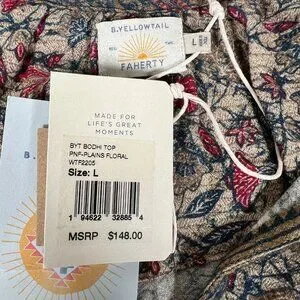 B.YELLOWTAIL
FAHERTY
L
MADE FOR
LIFE'S GREAT
MOMENTS
BYT BODHI TOP
PNF-PLAINS FLORAL
WTF2205
Size: L
1 94622 32885 4
MSRP $148.00
B.